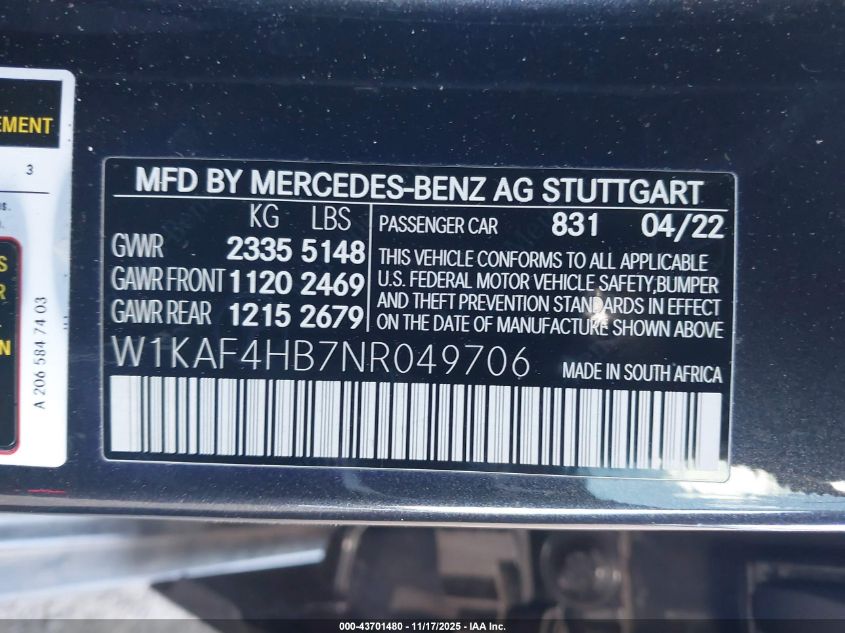 EMENT
3
S
R
N
A 206 584 74 03
MFD BY MERCEDES-BENZ AG STUTTGART
KG LBS
GVWR 2335 5148
GAWR FRONT 1120 2469
GAWR REAR 1215 2679
PASSENGER CAR 831 04/22
THIS VEHICLE CONFORMS TO ALL APPLICABLE
U.S. FEDERAL MOTOR VEHICLE SAFETY,BUMPER
AND THEFT PREVENTION STANDARDS IN EFFECT
ON THE DATE OF MANUFACTURE SHOWN ABOVE
W1KAF4HB7NR049706 MADE IN SOUTH AFRICA
000-43701480 - 11/17/2025 - IAA Inc.